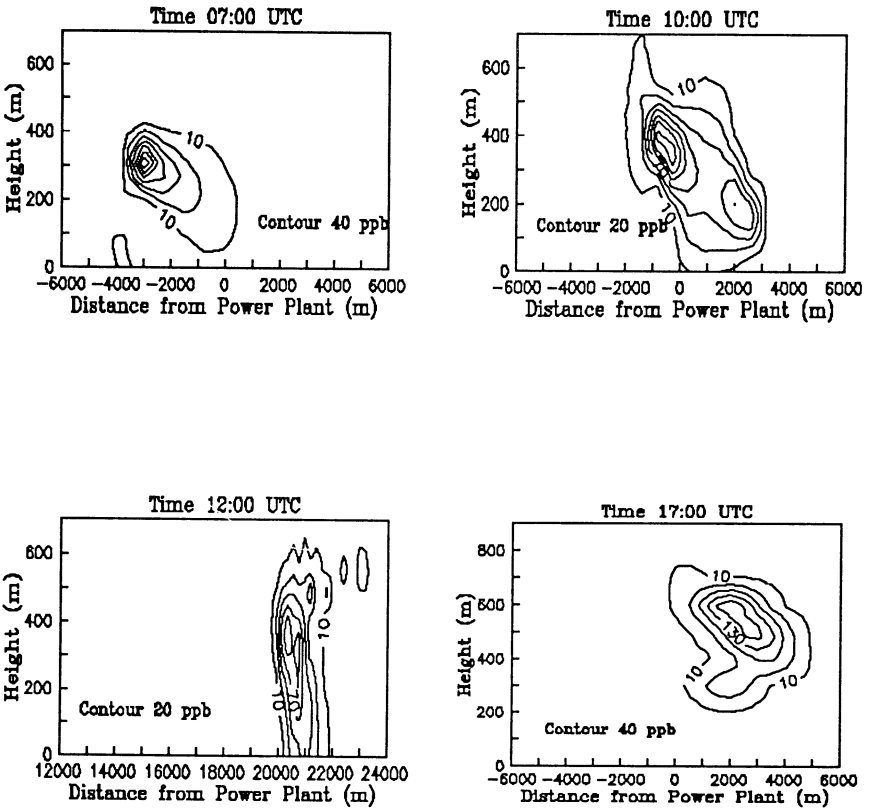 Time 07:00 UTC
Height (m)
600
400
200
0
10
10
Contour 40 ppb
-6000 -4000 -2000 0 2000 4000 6000
Distance from Power Plant (m)
Time 10:00 UTC
Height (m)
600
400
200
0
10
10
Contour 20 ppb
-6000 -4000 -2000 0 2000 4000 6000
Distance from Power Plant (m)
Time 12:00 UTC
Height (m)
600
400
200
0
10
10
70
Contour 20 ppb
12000 14000 16000 18000 20000 22000 24000
Distance from Power Plant (m)
Time 17:00 UTC
Height (m)
800
600
400
200
0
10
130
10
10
Contour 40 ppb
-6000 -4000 -2000 0 2000 4000 6000
Distance from Power Plant (m)